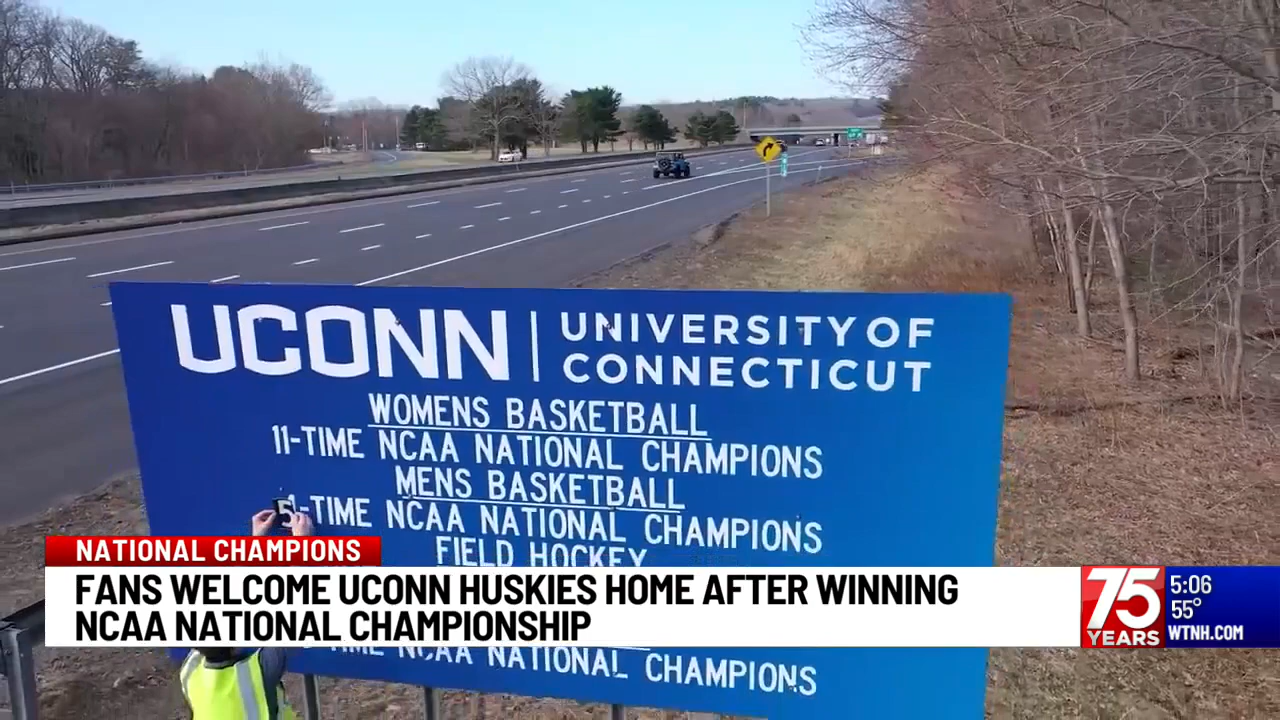 UCONN | UNIVERSITY OF
CONNECTICUT
WOMENS BASKETBALL
11-TIME NCAA NATIONAL CHAMPIONS
MENS BASKETBALL
5-TIME NCAA NATIONAL CHAMPIONS
FIELD HOCKEY
NATIONAL CHAMPIONS
FANS WELCOME UCONN HUSKIES HOME AFTER WINNING
NCAA NATIONAL CHAMPIONSHIP
75
YEARS
5:06
55°
WTNH.COM
NCAA NATIONAL CHAMPIONS